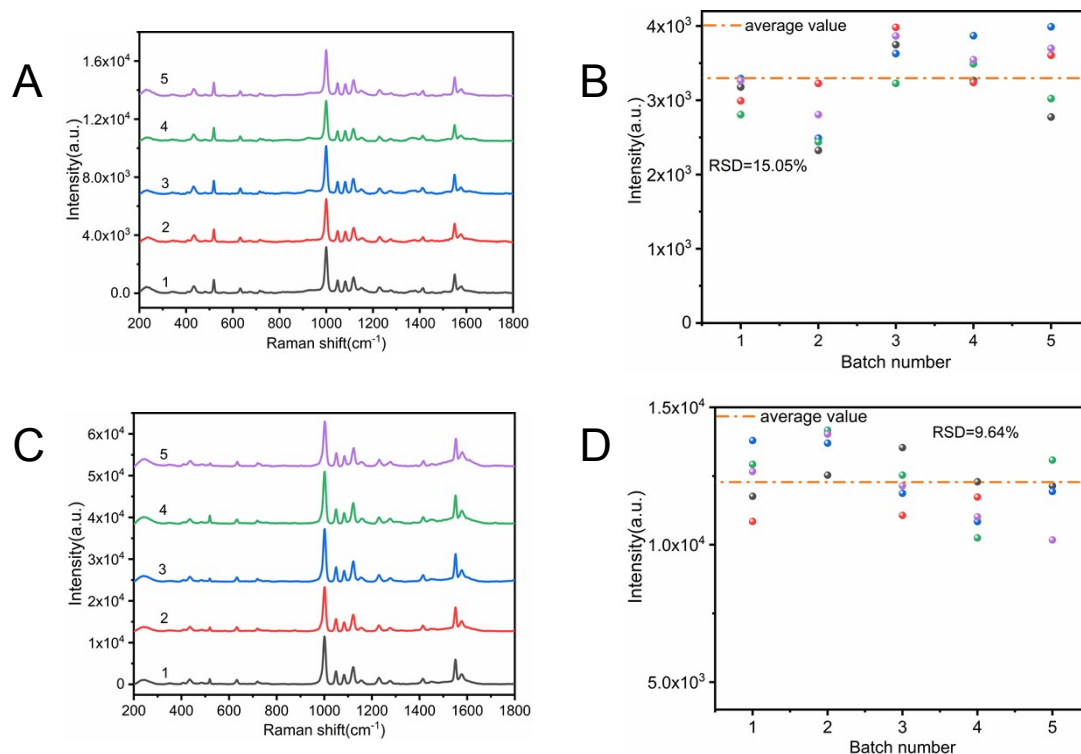 A
1.6x10⁴
1.2x10⁴
8.0x10³
4.0x10³
0.0
Intensity(a.u.)
5
4
3
2
1
200 400 600 800 1000 1200 1400 1600 1800
Raman shift(cm⁻¹)
B
4x10³
3x10³
2x10³
1x10³
0
Intensity(a.u.)
average value
RSD=15.05%
1 2 3 4 5
Batch number
C
6x10⁴
5x10⁴
4x10⁴
3x10⁴
2x10⁴
1x10⁴
0
Intensity(a.u.)
5
4
3
2
1
200 400 600 800 1000 1200 1400 1600 1800
Raman shift(cm⁻¹)
D
1.5x10⁴
1.0x10⁴
5.0x10³
Intensity(a.u.)
average value
RSD=9.64%
1 2 3 4 5
Batch number